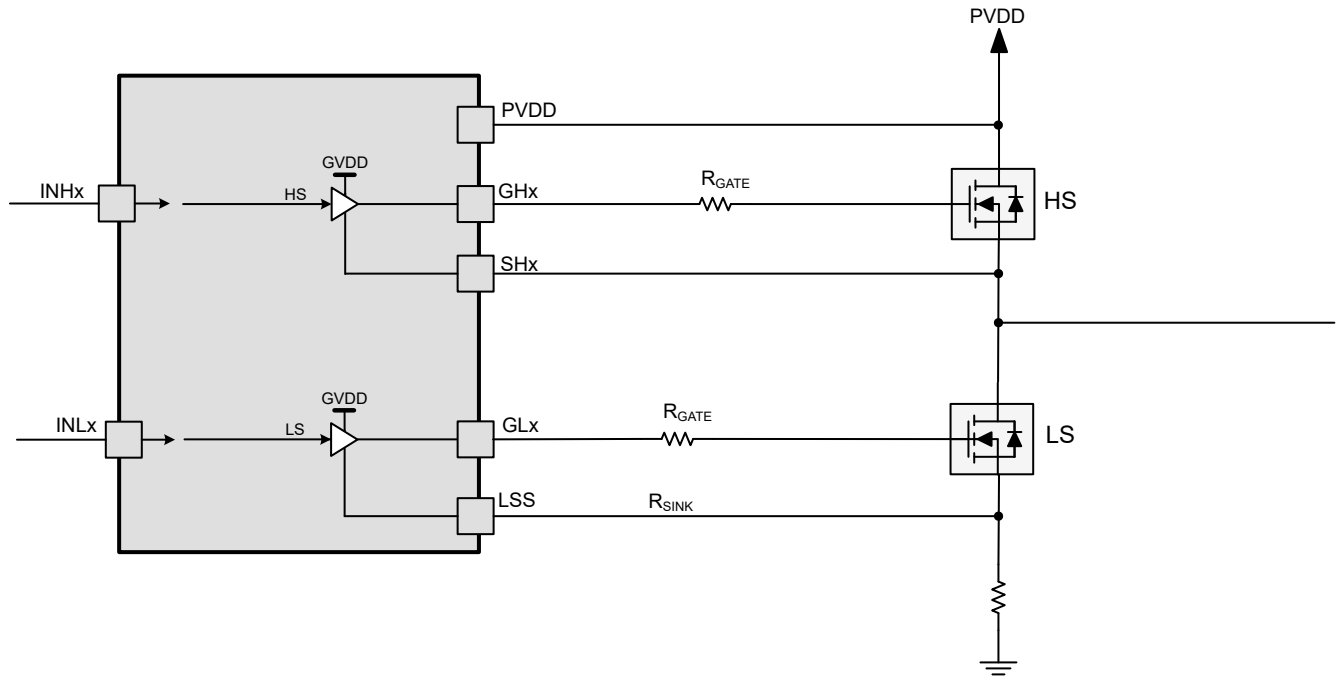 PVDD
PVDD
GVDD
INHx
HS
GHx
RGATE
HS
SHx
GVDD
INLx
LS
GLx
RGATE
LS
LSS
RSINK